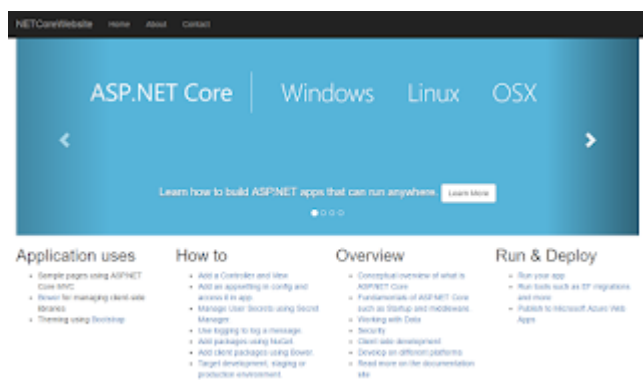 NETCoreWebsite Home About Contact
ASP.NET Core Windows Linux OSX
Learn how to build ASP.NET apps that can run anywhere. Learn More
Application uses
Sample pages using ASP.NET
Core MVC
Bower for managing client-side
libraries
Theming using Bootstrap
How to
Add a Controller and View
Add an appsetting in config and
access it in app.
Manage User Secrets using Secret
Manager
Use logging to log a message.
Add packages using NuGet.
Add client packages using Bower.
Target development, staging or
production environment.
Overview
Conceptual overview of what is
ASP.NET Core
Fundamentals of ASP.NET Core
such as Startup and middleware.
Working with Data
Security
Client side development
Develop on different platforms
Read more on the documentation
site
Run & Deploy
Run your app
Run tools such as EF migrations
and more
Publish to Microsoft Azure Web
Apps